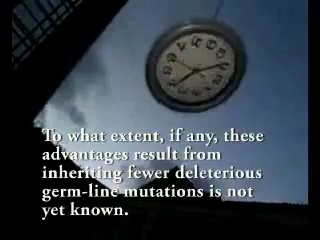 To what extent, if any, these
advantages result from
inheriting fewer deleterious
germ-line mutations is not
yet known.